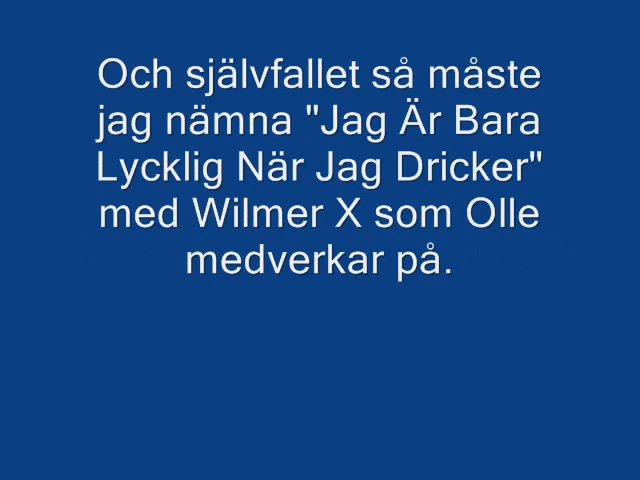 Och självfallet så måste
jag nämna "Jag Är Bara
Lycklig När Jag Dricker"
med Wilmer X som Olle
medverkar på.